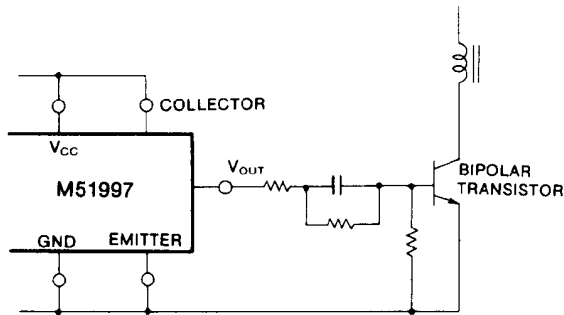 COLLECTOR
VCC
M51997
VOUT
BIPOLAR
TRANSISTOR
GND
EMITTER